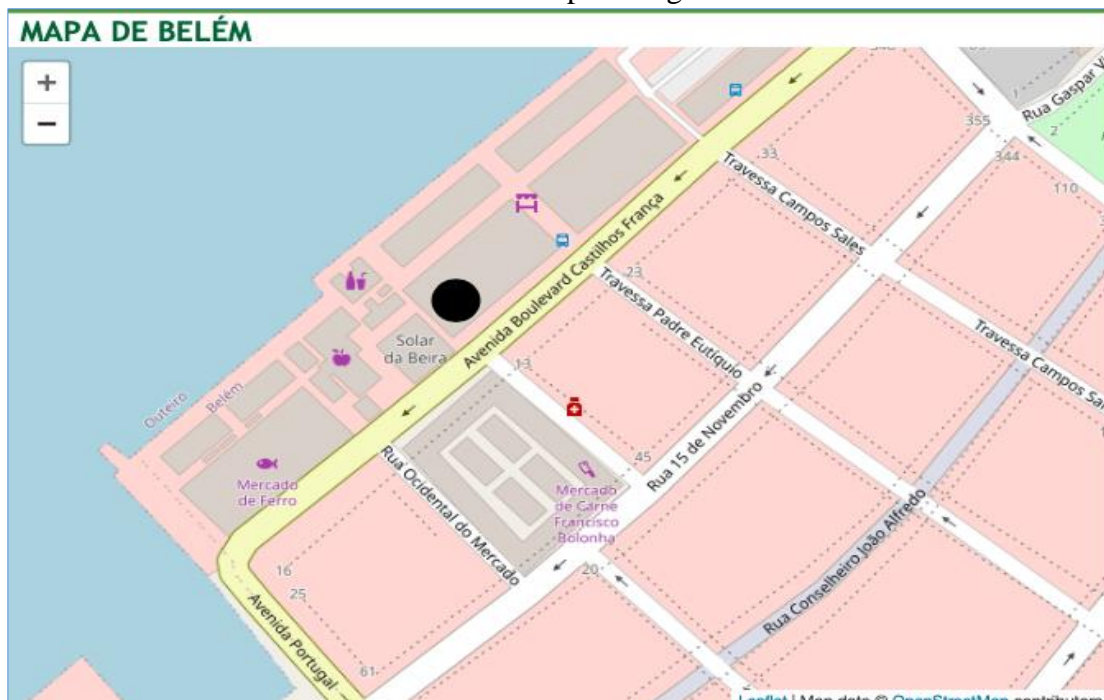 MAPA DE BELÉM
+
−
Rua Gaspar V
355
2
344
110
33
Travessa Campos Sales
Avenida Boulevard Castilhos França
23
Travessa Padre Eutíquio
Travessa Campos Sal
Solar
da Beira
13
Outeiro
Belém
Rua 15 de Novembro
45
Mercado
de Ferro
Rua Ocidental do Mercado
Mercado
de Carne
Francisco
Bolonha
Rua Conselheiro João Alfredo
16
20
25
Avenida Portugal
61
Leaflet | Map data © OpenStreetMap contributors